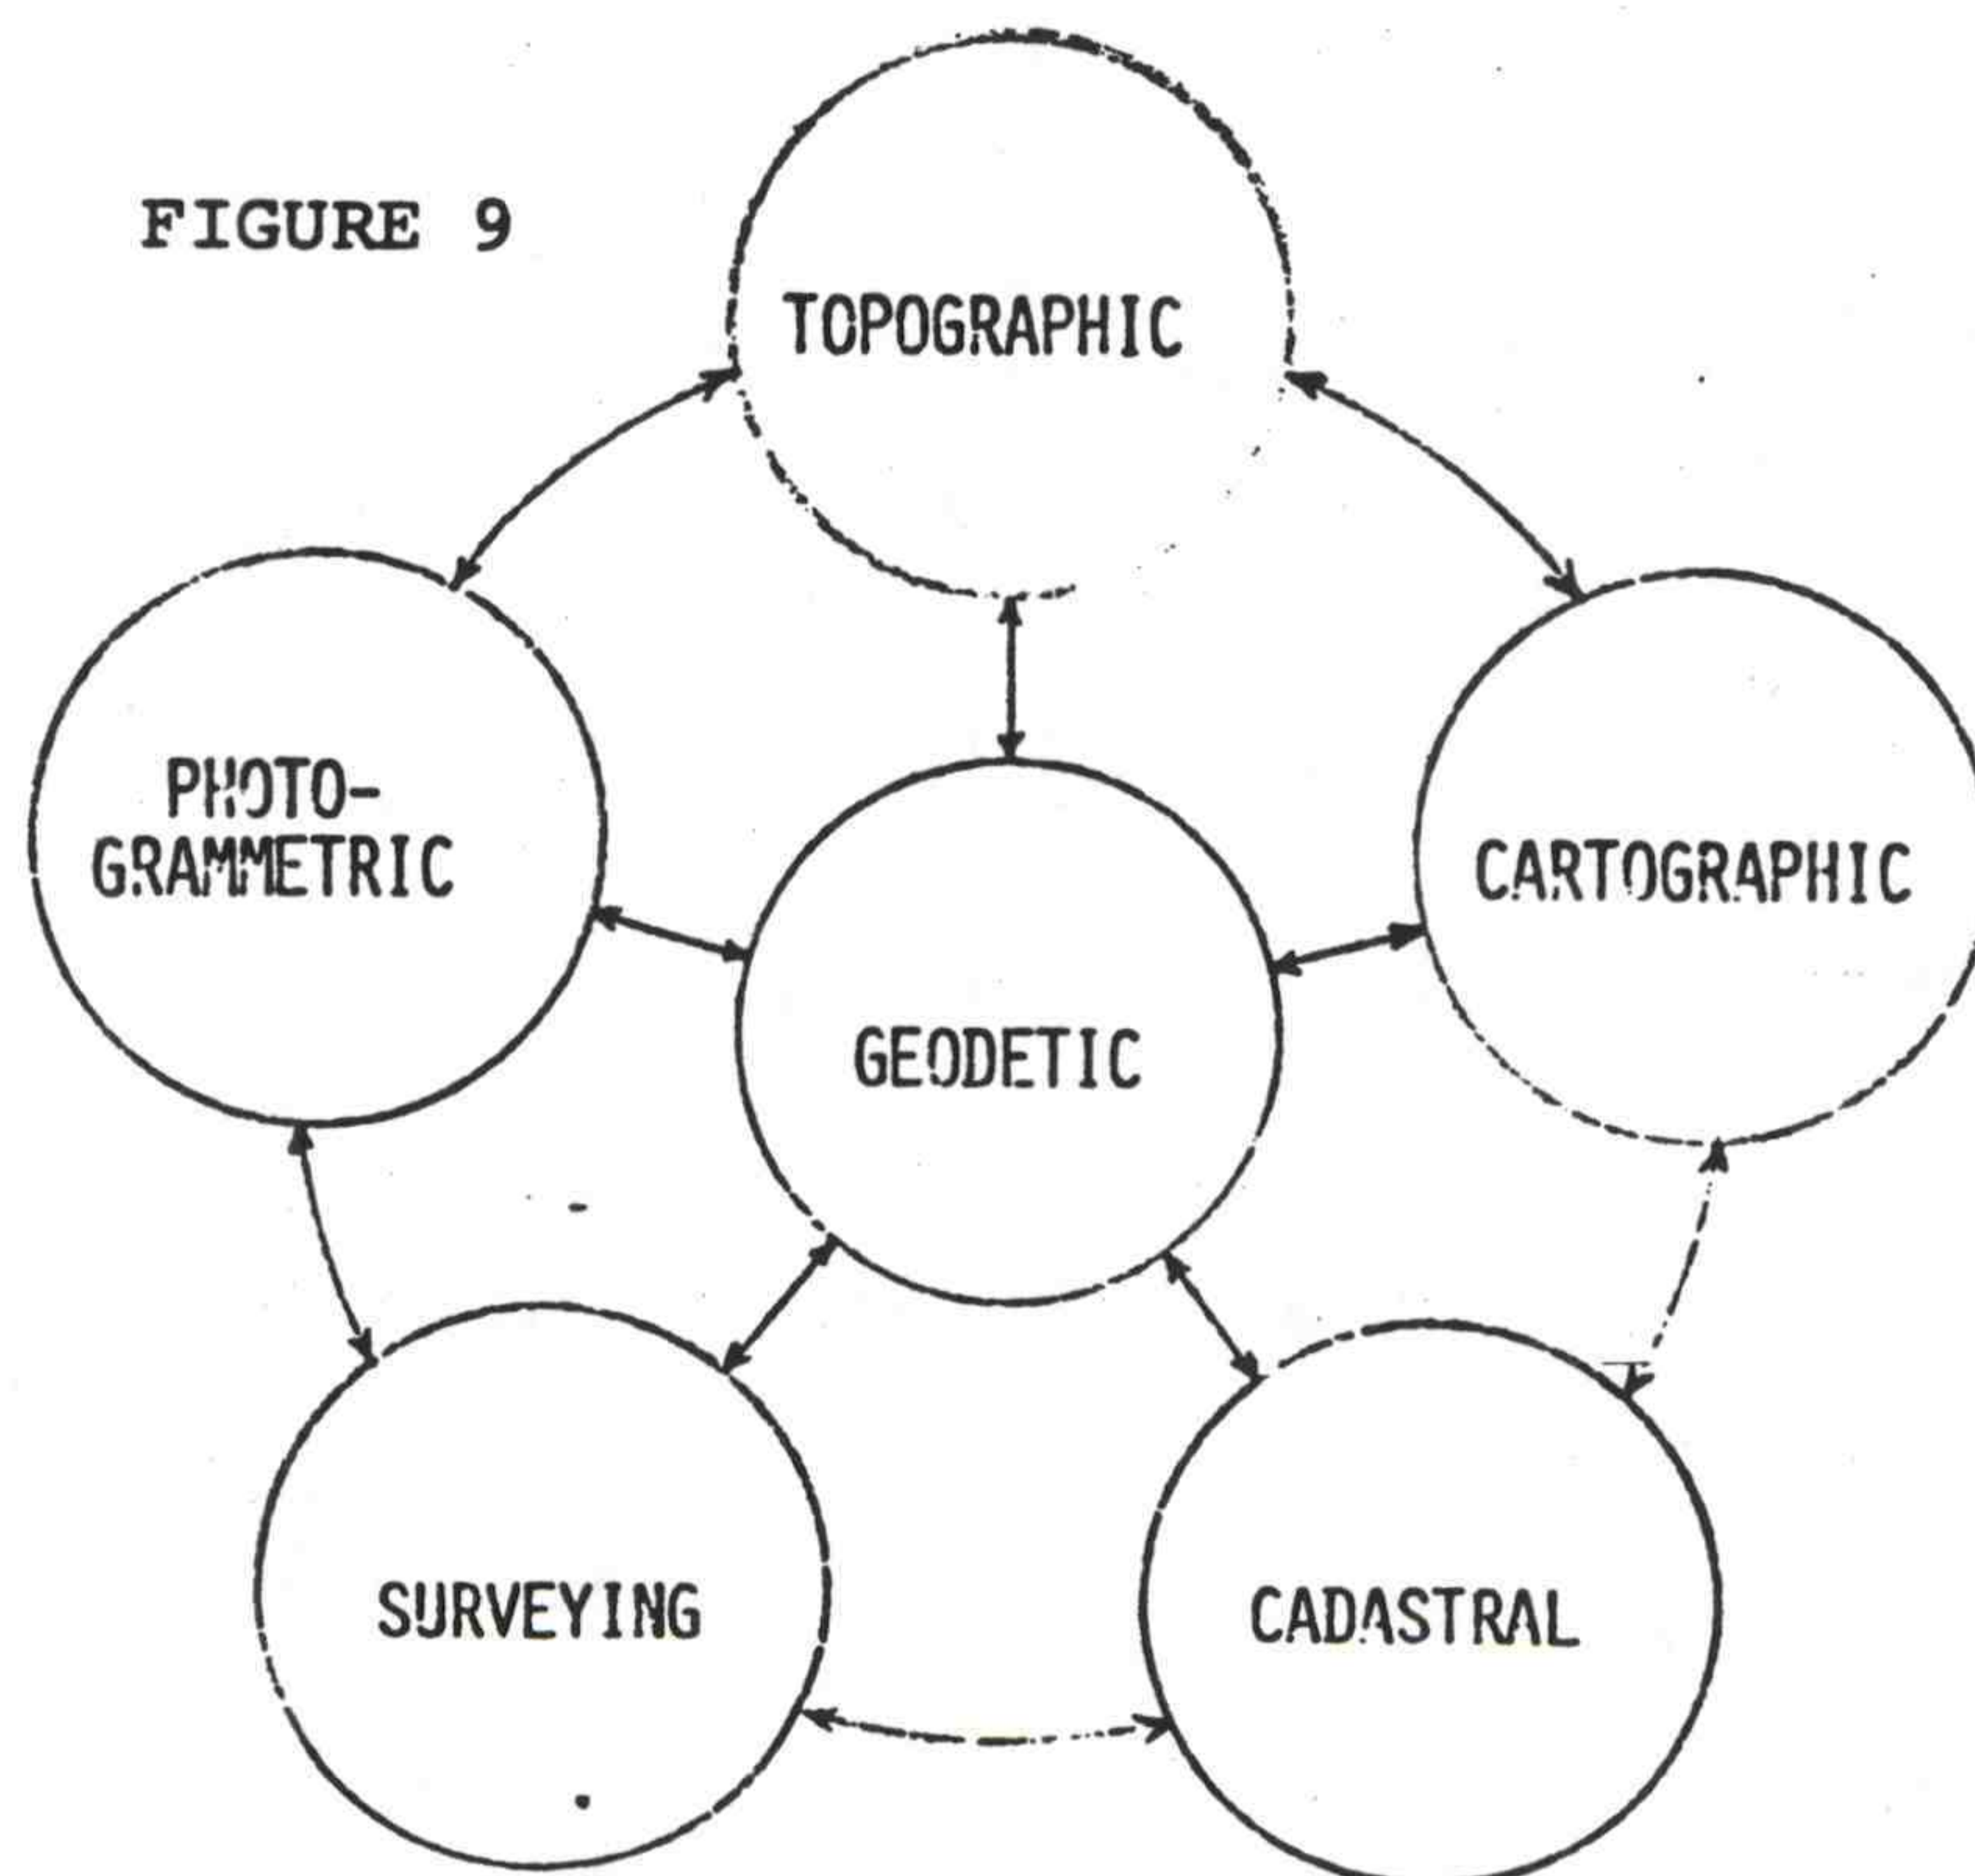 FIGURE 9
TOPOGRAPHIC
PHOTO-
GRAMMETRIC
CARTOGRAPHIC
GEODETIC
SURVEYING
CADASTRAL